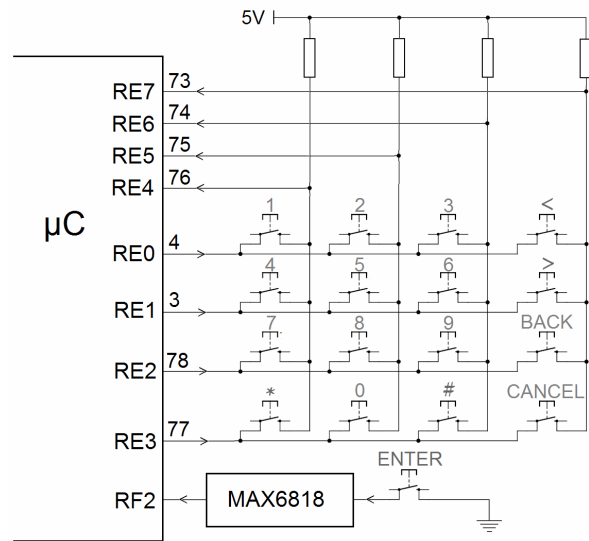 5V
RE7 73
RE6 74
RE5 75
RE4 76
µC
1 2 3 <
RE0 4
4 5 6 >
RE1 3
7 8 9 BACK
RE2 78
* 0 # CANCEL
RE3 77
ENTER
RF2 MAX6818